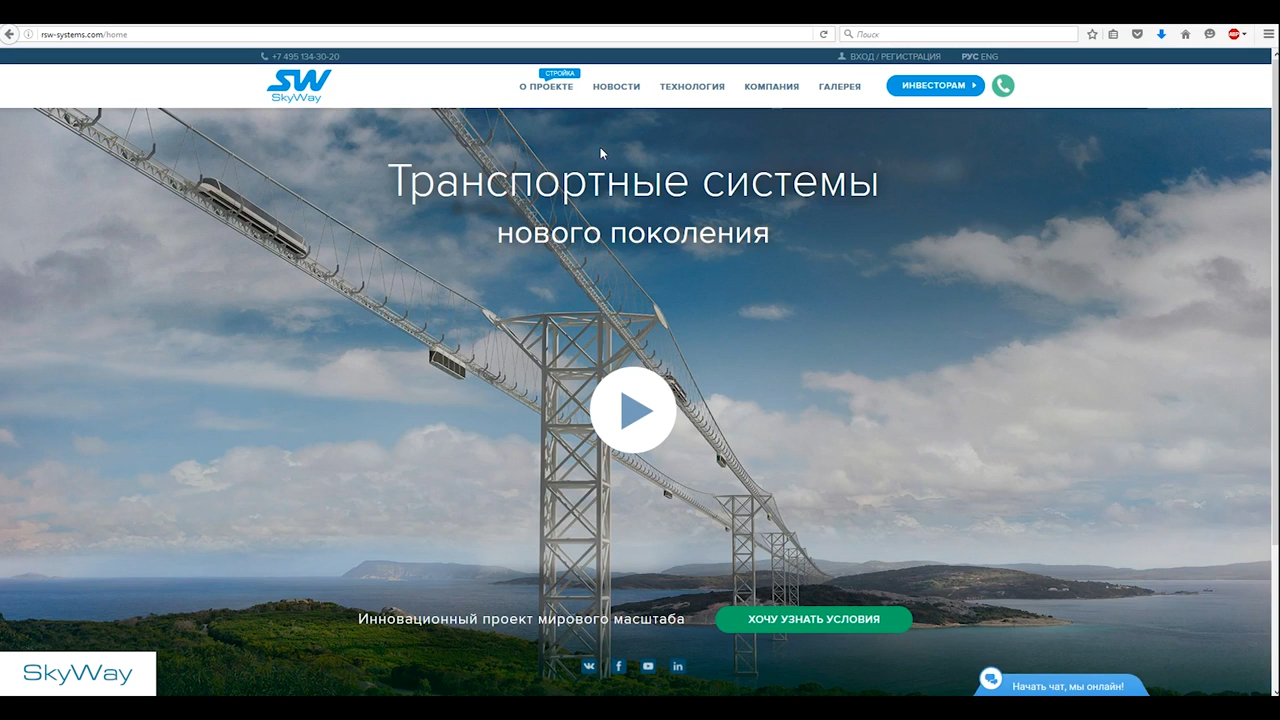 rsw-systems.com/home
Поиск
+7 495 134-30-20
ВХОД / РЕГИСТРАЦИЯ
РУС ENG
SW
SkyWay
СТРОЙКА
О ПРОЕКТЕ
НОВОСТИ
ТЕХНОЛОГИЯ
КОМПАНИЯ
ГАЛЕРЕЯ
ИНВЕСТОРАМ
Транспортные системы
нового поколения
Инновационный проект мирового масштаба
ХОЧУ УЗНАТЬ УСЛОВИЯ
SkyWay
Начать чат, мы онлайн!